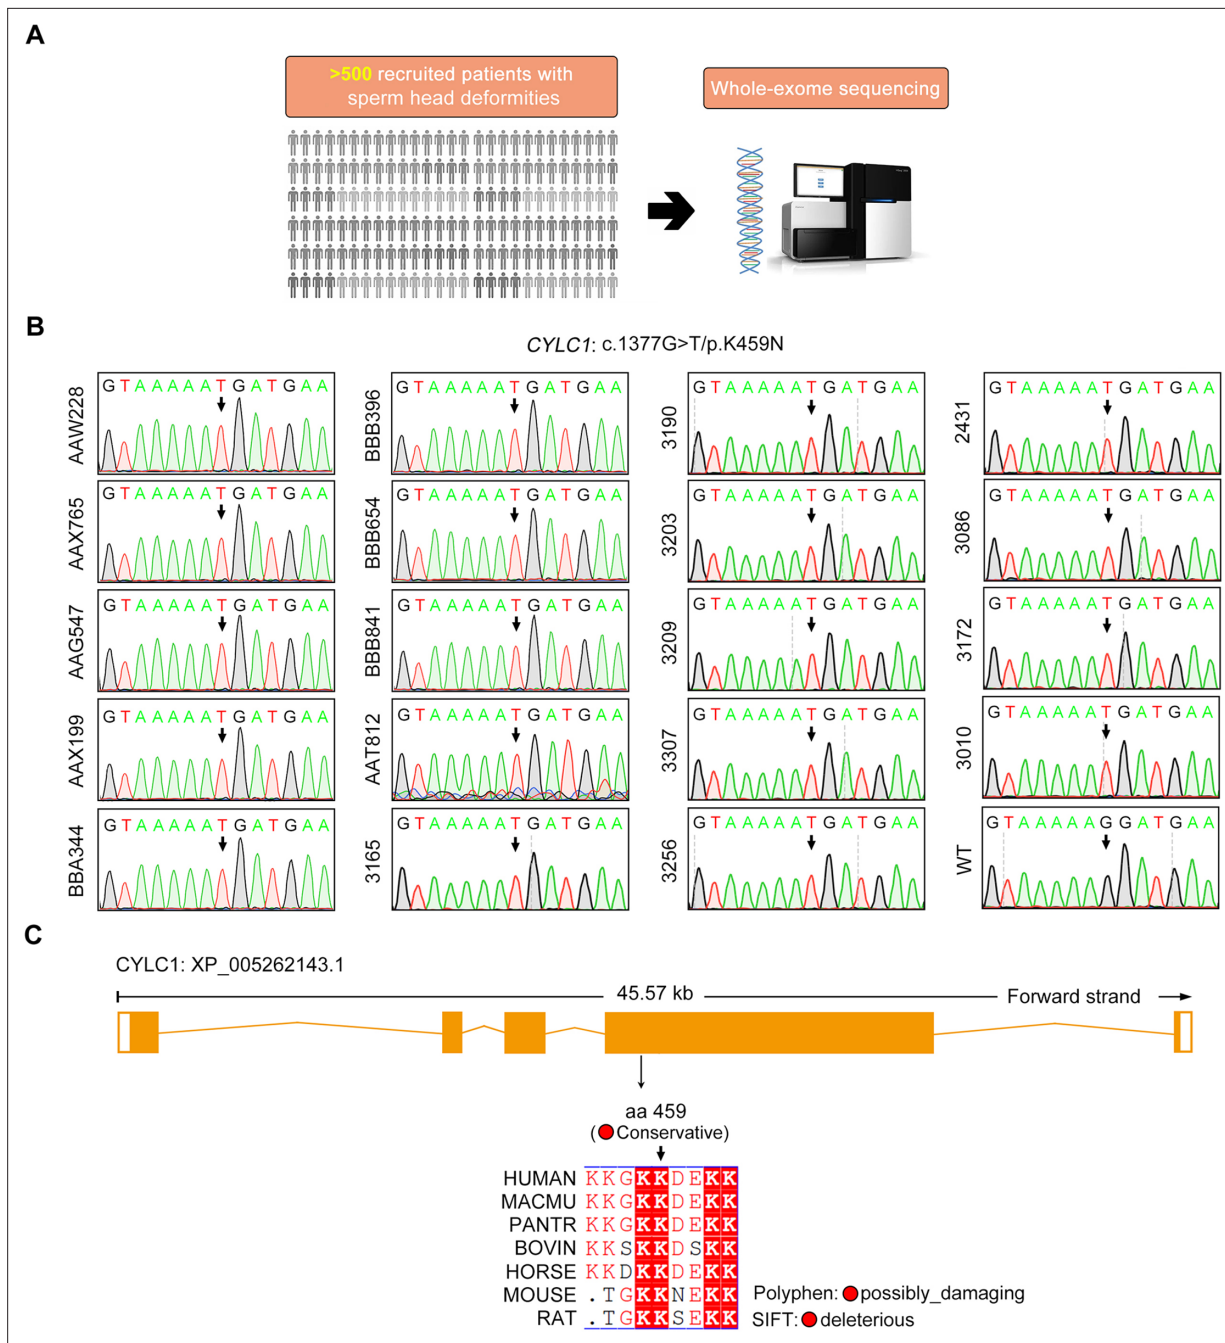 A
>500 recruited patients with
sperm head deformities
Whole-exome sequencing
B
CYLC1: c.1377G>T/p.K459N
AAW228
GTAAAAATGATGAA
BBB396
GTAAAAATGATGAA
3190
GTAAAAATGATGAA
2431
GTAAAAATGATGAA
AAX765
GTAAAAATGATGAA
BBB654
GTAAAAATGATGAA
3203
GTAAAAATGATGAA
3086
GTAAAAATGATGAA
AAG547
GTAAAAATGATGAA
BBB841
GTAAAAATGATGAA
3209
GTAAAAATGATGAA
3172
GTAAAAATGATGAA
AAX199
GTAAAAATGATGAA
AAT812
GTAAAAATGATGAA
3307
GTAAAAATGATGAA
3010
GTAAAAATGATGAA
BBA344
GTAAAAATGATGAA
3165
GTAAAAATGATGAA
3256
GTAAAAATGATGAA
WT
GTAAAAAGGATGAA
C
CYLC1: XP_005262143.1
45.57 kb
Forward strand
aa 459
(Conservative)
HUMAN KKGKKDEKK
MACMU KKGKKDEKK
PANTR KKGKKDEKK
BOVIN KKSKKDSKK
HORSE KKDKKDEKK
MOUSE .TGKKNEKK
RAT .TGKKSEKK
Polyphen: possibly_damaging
SIFT: deleterious